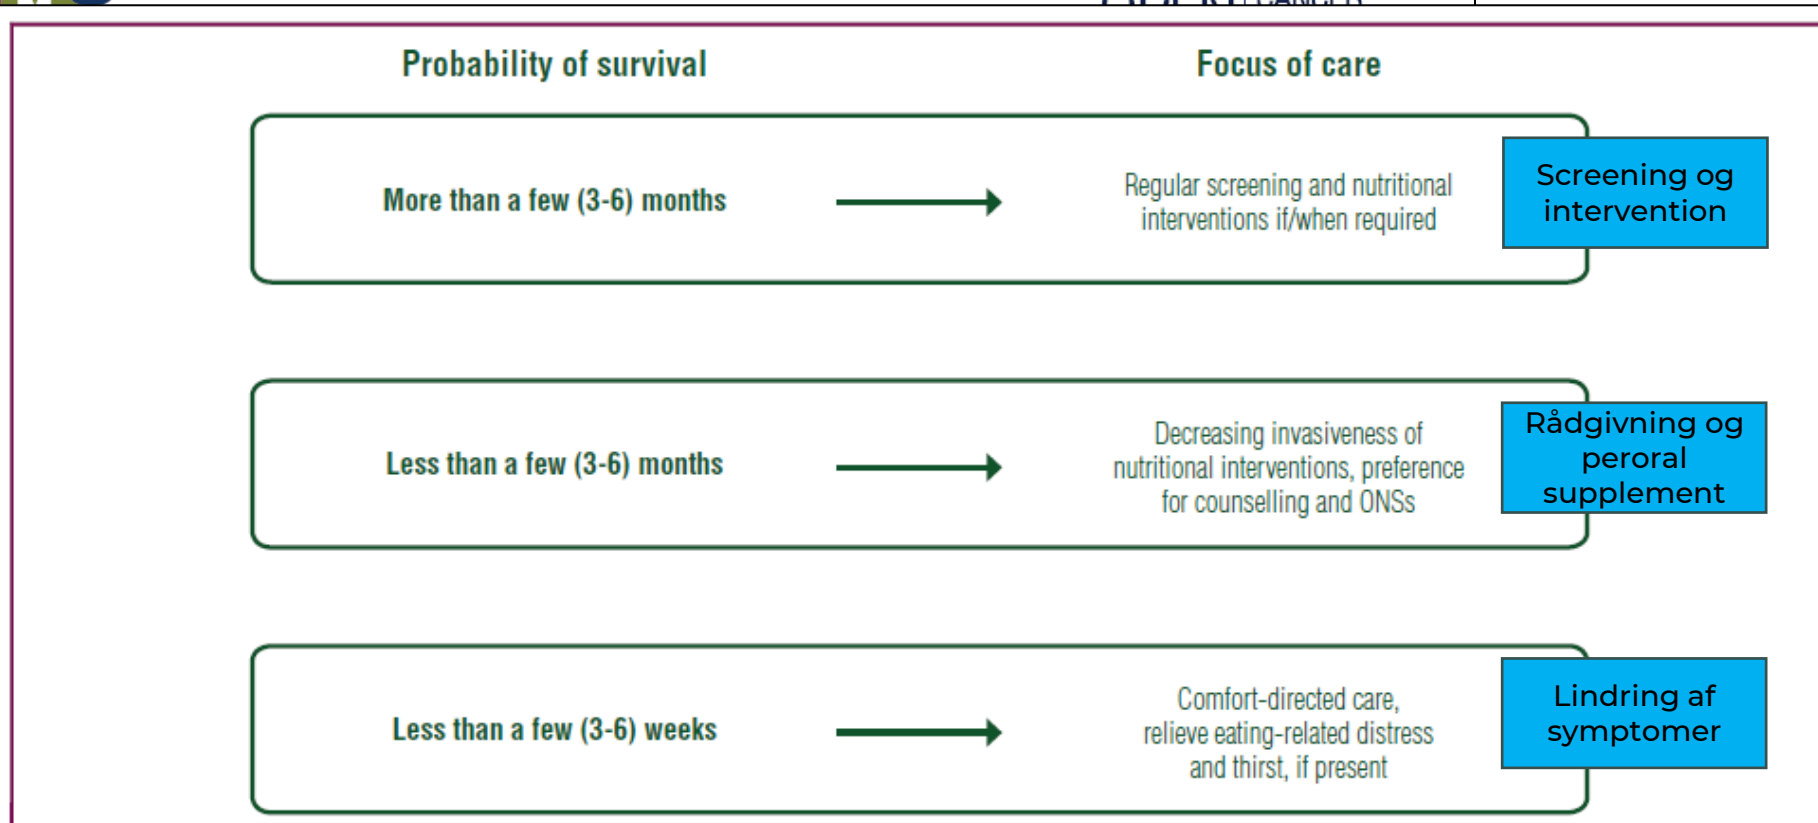 Probability of survival
Focus of care
More than a few (3-6) months
Regular screening and nutritional
interventions if/when required
Screening og
intervention
Less than a few (3-6) months
Decreasing invasiveness of
nutritional interventions, preference
for counselling and ONSs
Rådgivning og
peroral
supplement
Less than a few (3-6) weeks
Comfort-directed care,
relieve eating-related distress
and thirst, if present
Lindring af
symptomer